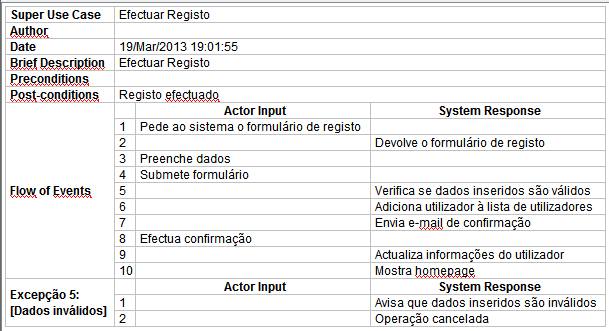 Super Use Case Efectuar Registo
Author
Date 19/Mar/2013 19:01:55
Brief Description Efectuar Registo
Preconditions
Post-conditions Registo efectuado
Flow of Events
Actor Input System Response
1 Pede ao sistema o formulário de registo
2 Devolve o formulário de registo
3 Preenche dados
4 Submete formulário
5 Verifica se dados inseridos são válidos
6 Adiciona utilizador à lista de utilizadores
7 Envia e-mail de confirmação
8 Efectua confirmação
9 Actualiza informações do utilizador
10 Mostra homepage
Excepção 5:
[Dados inválidos]
Actor Input System Response
1 Avisa que dados inseridos são inválidos
2 Operação cancelada